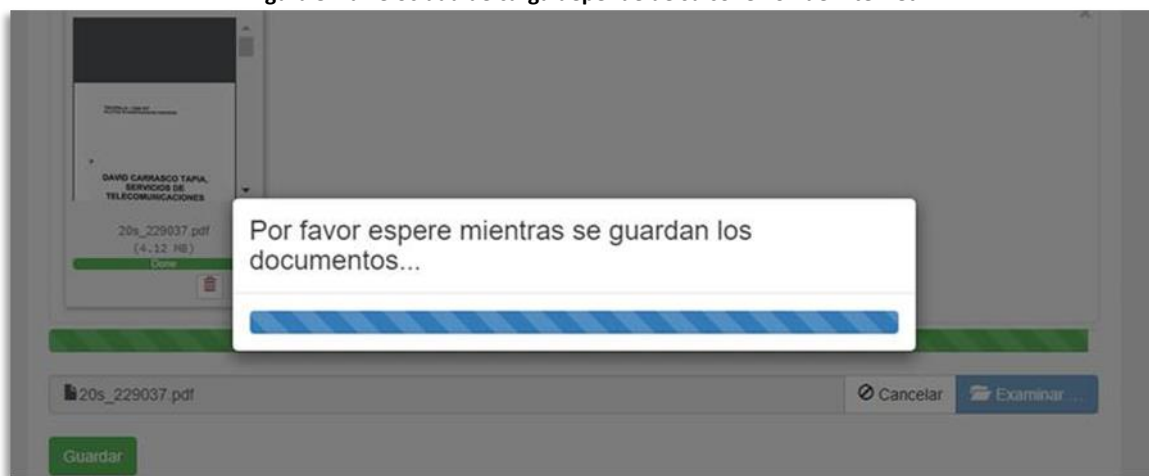 DAVID CARRASCO TAPIA,
SERVICIOS DE
TELECOMUNICACIONES
20s_229037.pdf
(4.12 MB)
Done
Por favor espere mientras se guardan los
documentos...
20s_229037.pdf
Cancelar
Examinar ...
Guardar